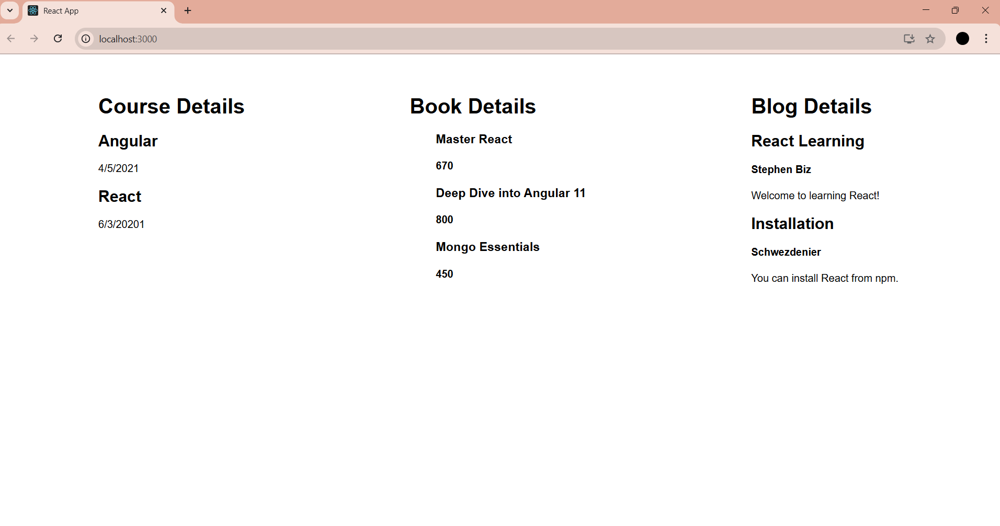 React App
localhost:3000
Course Details
Angular
4/5/2021
React
6/3/20201
Book Details
Master React
670
Deep Dive into Angular 11
800
Mongo Essentials
450
Blog Details
React Learning
Stephen Biz
Welcome to learning React!
Installation
Schwezdenier
You can install React from npm.